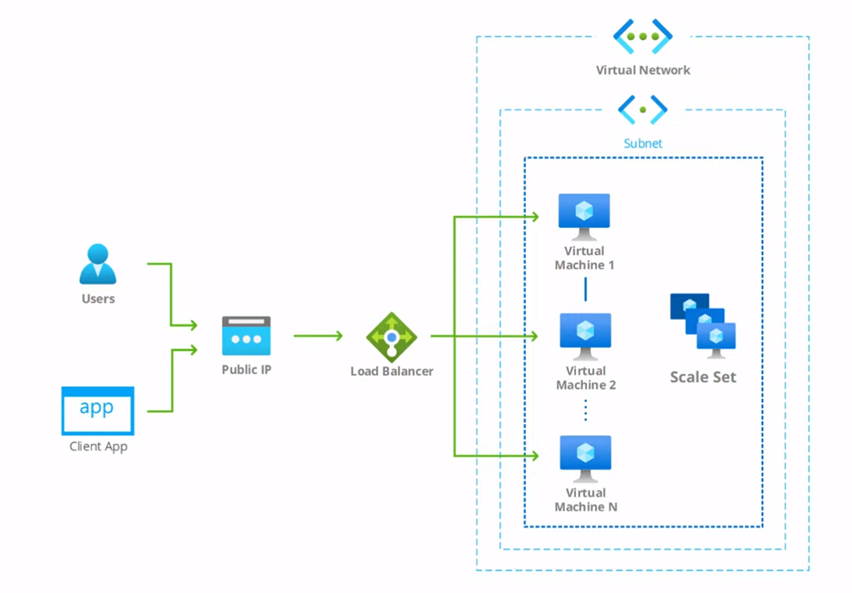 Virtual Network
Subnet
Virtual
Machine 1
Users
Public IP
Load Balancer
Virtual
Machine 2
Scale Set
app
Client App
Virtual
Machine N